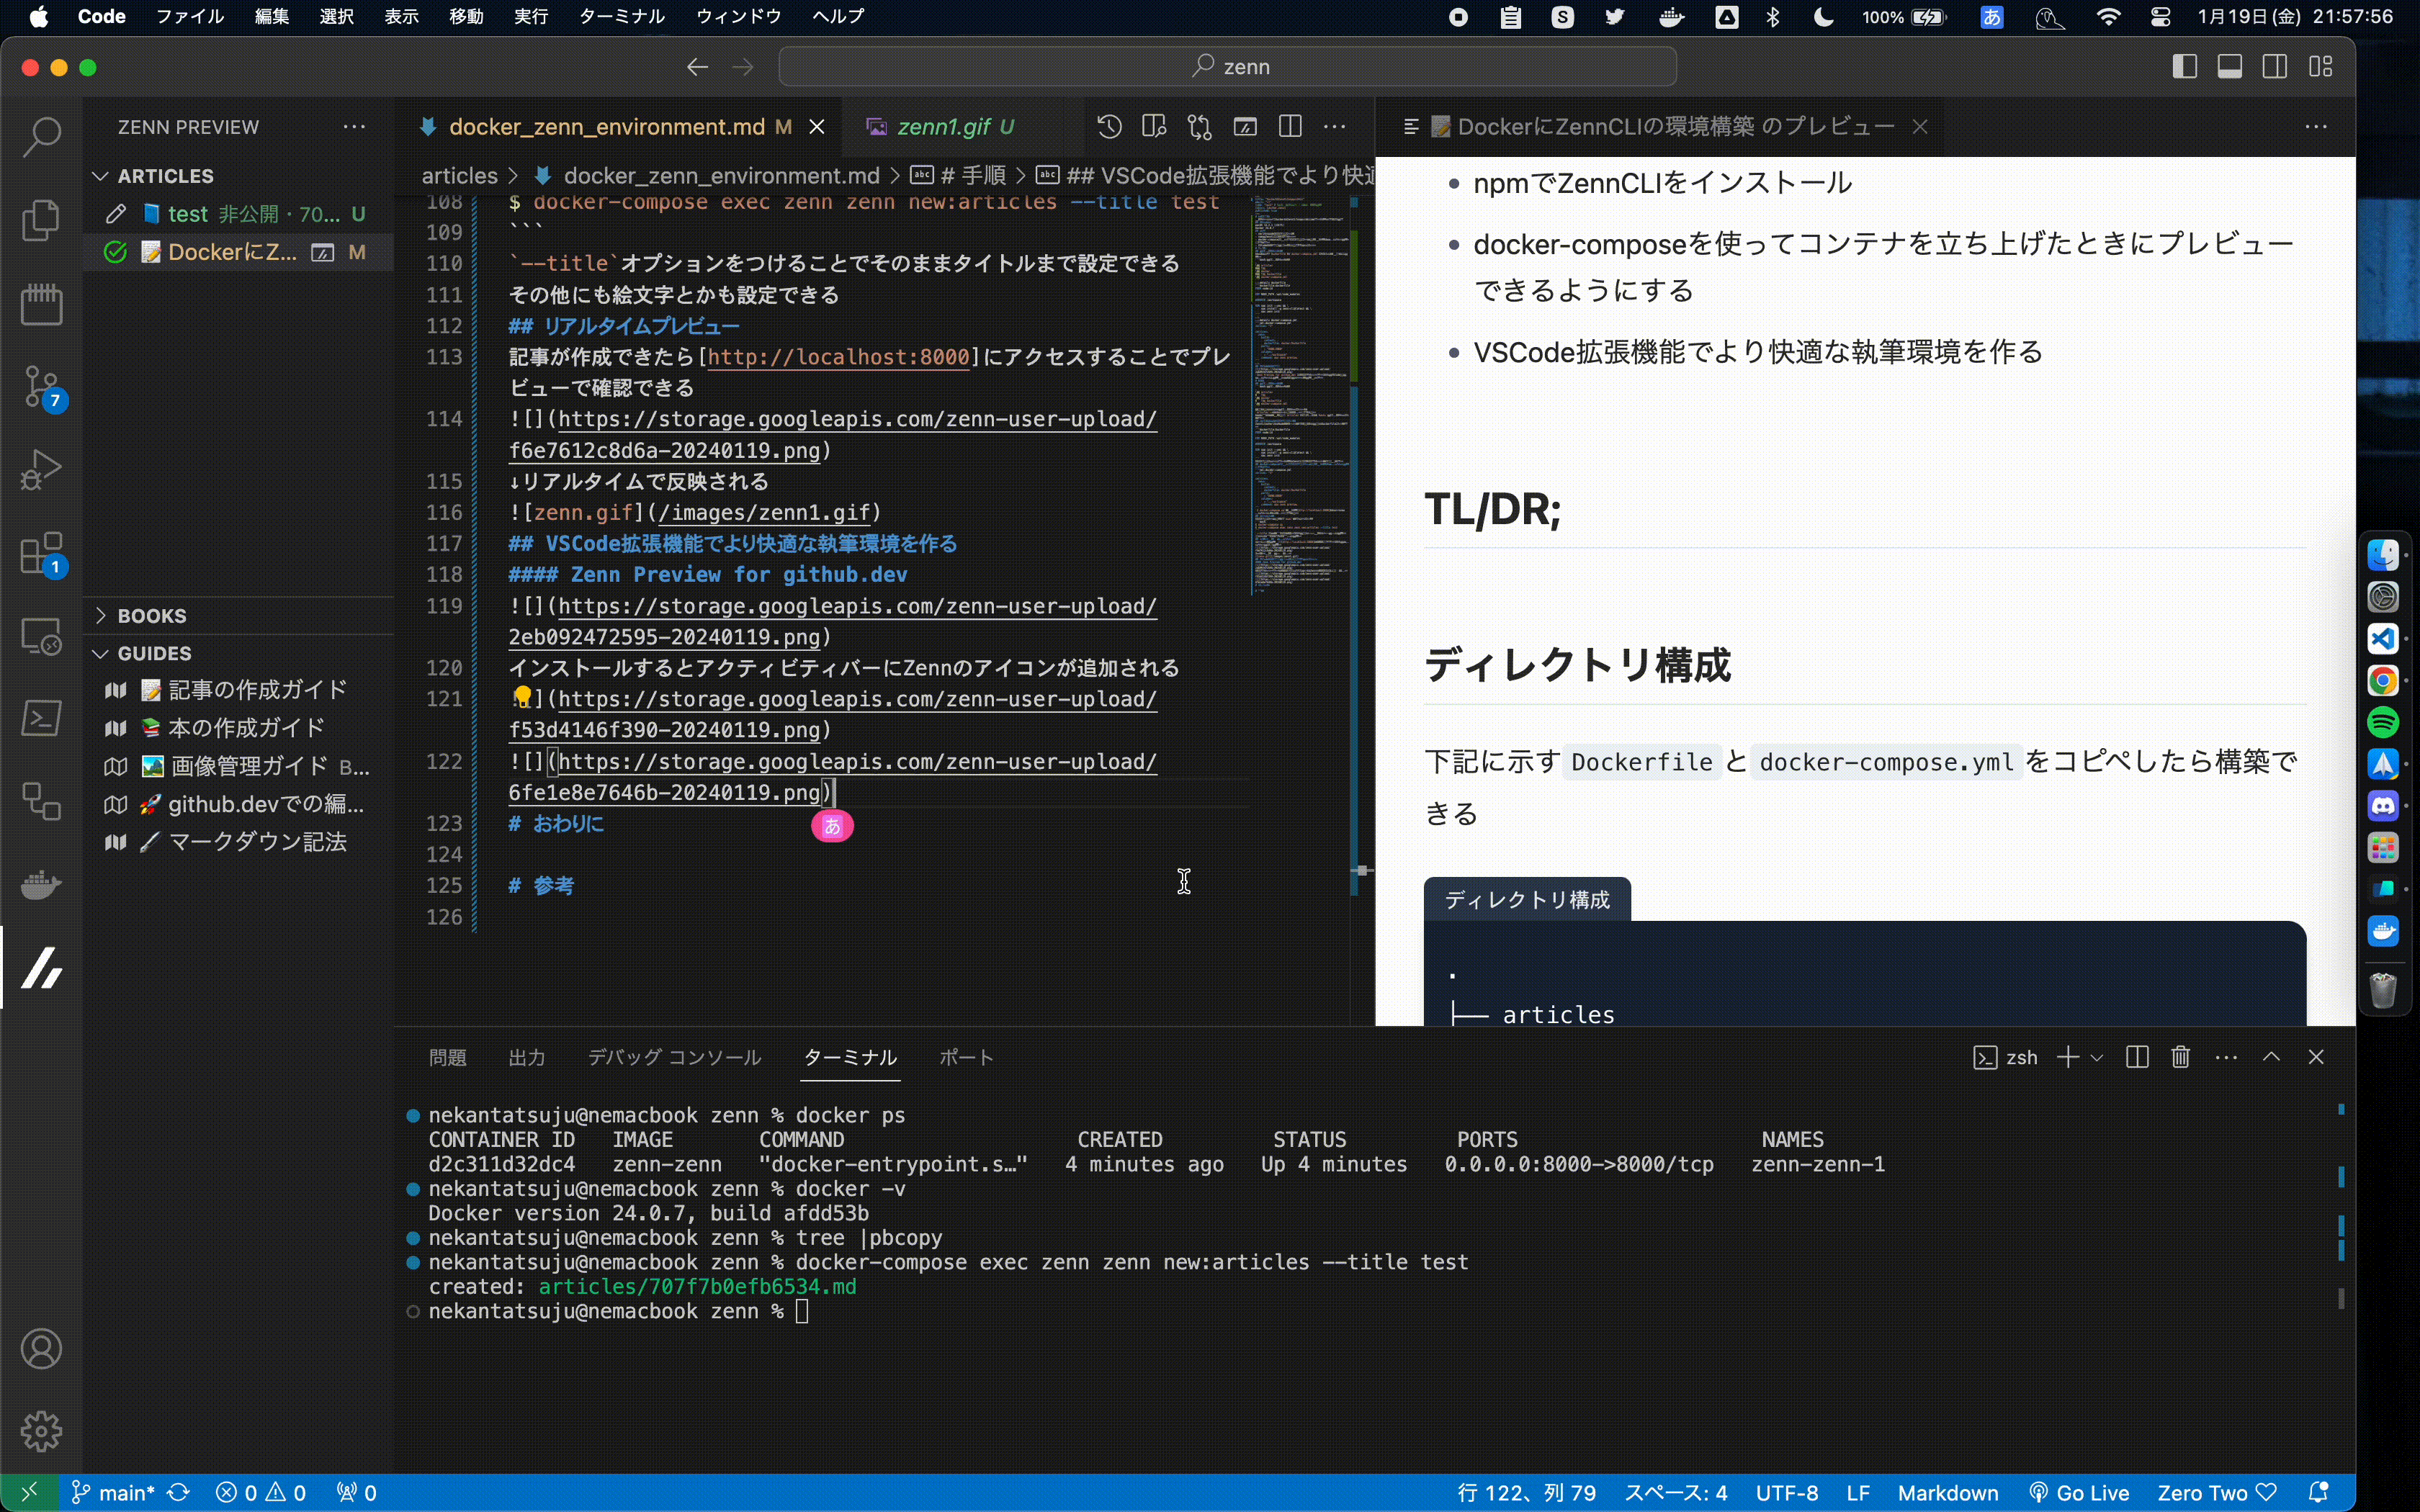 Code ファイル 編集 選択 表示 移動 実行 ターミナル ウィンドウ ヘルプ
100% あ 1月19日(金) 21:57:56
zenn
ZENN PREVIEW
ARTICLES
test 非公開・70... U
DockerにZ... M
BOOKS
GUIDES
記事の作成ガイド
本の作成ガイド
画像管理ガイド B...
github.devでの編...
マークダウン記法
7
1
docker_zenn_environment.md M
zenn1.gif U
articles > docker_zenn_environment.md > # 手順 > ## VSCode拡張機能でより快適
108 $ docker-compose exec zenn zenn new:articles --title test
109 ```
110 `--title`オプションをつけることでそのままタイトルまで設定できる
111 その他にも絵文字とかも設定できる
112 ## リアルタイムプレビュー
113 記事が作成できたら[http://localhost:8000]にアクセスすることでプレ
ビューで確認できる
114 ![](https://storage.googleapis.com/zenn-user-upload/
f6e7612c8d6a-20240119.png)
115 ↓リアルタイムで反映される
116 ![zenn.gif](/images/zenn1.gif)
117 ## VSCode拡張機能でより快適な執筆環境を作る
118 #### Zenn Preview for github.dev
119 ![](https://storage.googleapis.com/zenn-user-upload/
2eb092472595-20240119.png)
120 インストールするとアクティビティバーにZennのアイコンが追加される
121 ](https://storage.googleapis.com/zenn-user-upload/
f53d4146f390-20240119.png)
122 ![](https://storage.googleapis.com/zenn-user-upload/
6fe1e8e7646b-20240119.png)
あ
123 # おわりに
124
125 # 参考
126
DockerにZennCLIの環境構築 のプレビュー
npmでZennCLIをインストール
docker-composeを使ってコンテナを立ち上げたときにプレビュー
できるようにする
VSCode拡張機能でより快適な執筆環境を作る
TL/DR;
ディレクトリ構成
下記に示す Dockerfile と docker-compose.yml をコピペしたら構築で
きる
ディレクトリ構成
.
├── articles
問題 出力 デバッグ コンソール ターミナル ポート
zsh
nekantatsuju@nemacbook zenn % docker ps
CONTAINER ID IMAGE COMMAND CREATED STATUS PORTS NAMES
d2c311d32dc4 zenn-zenn "docker-entrypoint.s…" 4 minutes ago Up 4 minutes 0.0.0.0:8000->8000/tcp zenn-zenn-1
nekantatsuju@nemacbook zenn % docker -v
Docker version 24.0.7, build afdd53b
nekantatsuju@nemacbook zenn % tree |pbcopy
nekantatsuju@nemacbook zenn % docker-compose exec zenn zenn new:articles --title test
created: articles/707f7b0efb6534.md
nekantatsuju@nemacbook zenn %
main* 0 0 0
行 122、列 79 スペース: 4 UTF-8 LF Markdown Go Live Zero Two